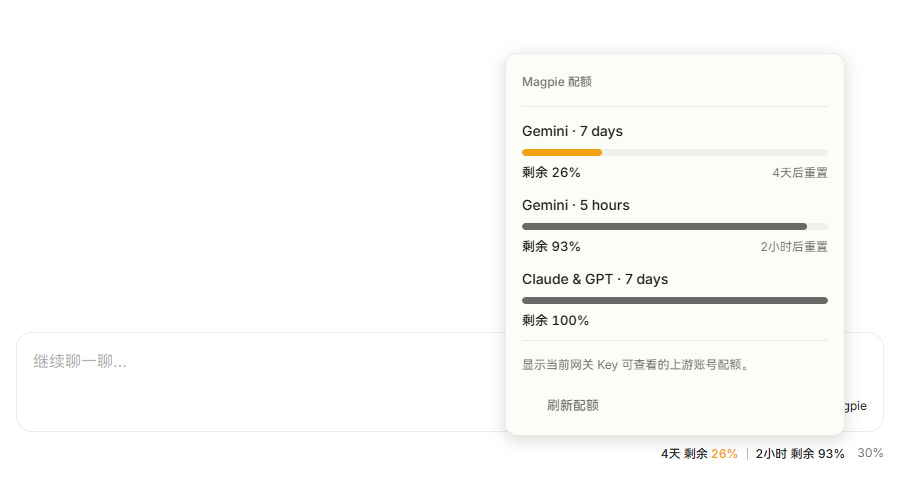 Magpie 配额
Gemini · 7 days
剩余 26%
4天后重置
Gemini · 5 hours
剩余 93%
2小时后重置
Claude & GPT · 7 days
剩余 100%
显示当前网关 Key 可查看的上游账号配额。
刷新配额
继续聊一聊...
gpie
4天 剩余 26% | 2小时 剩余 93% 30%